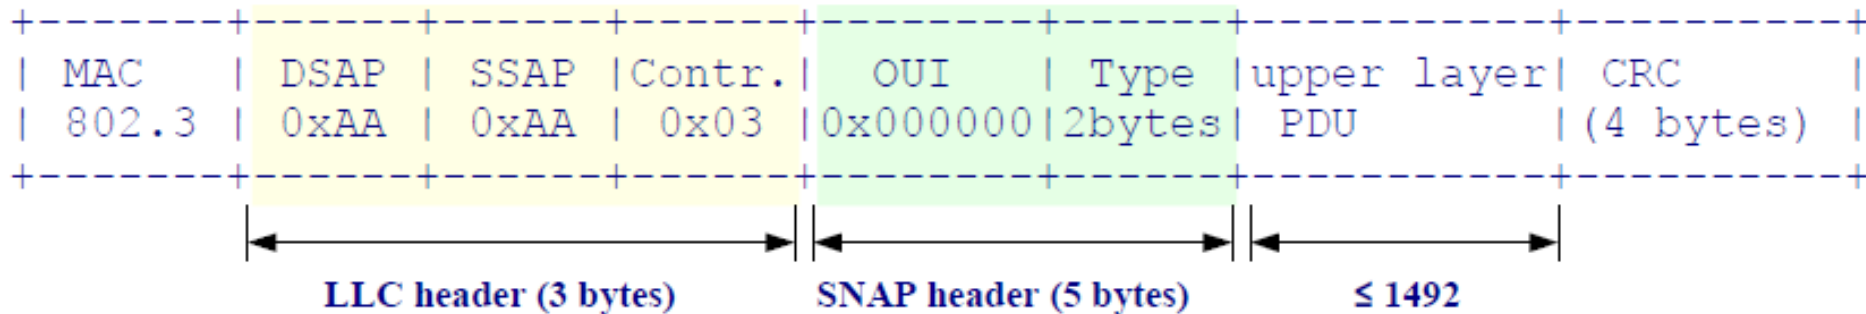 +-------+------+------+------+--------+------+-----------+----------+
| MAC | DSAP | SSAP |Contr.| OUI | Type |upper layer| CRC |
| 802.3 | 0xAA | 0xAA | 0x03 |0x000000|2bytes| PDU |(4 bytes) |
+-------+------+------+------+--------+------+-----------+----------+
LLC header (3 bytes) SNAP header (5 bytes) ≤ 1492